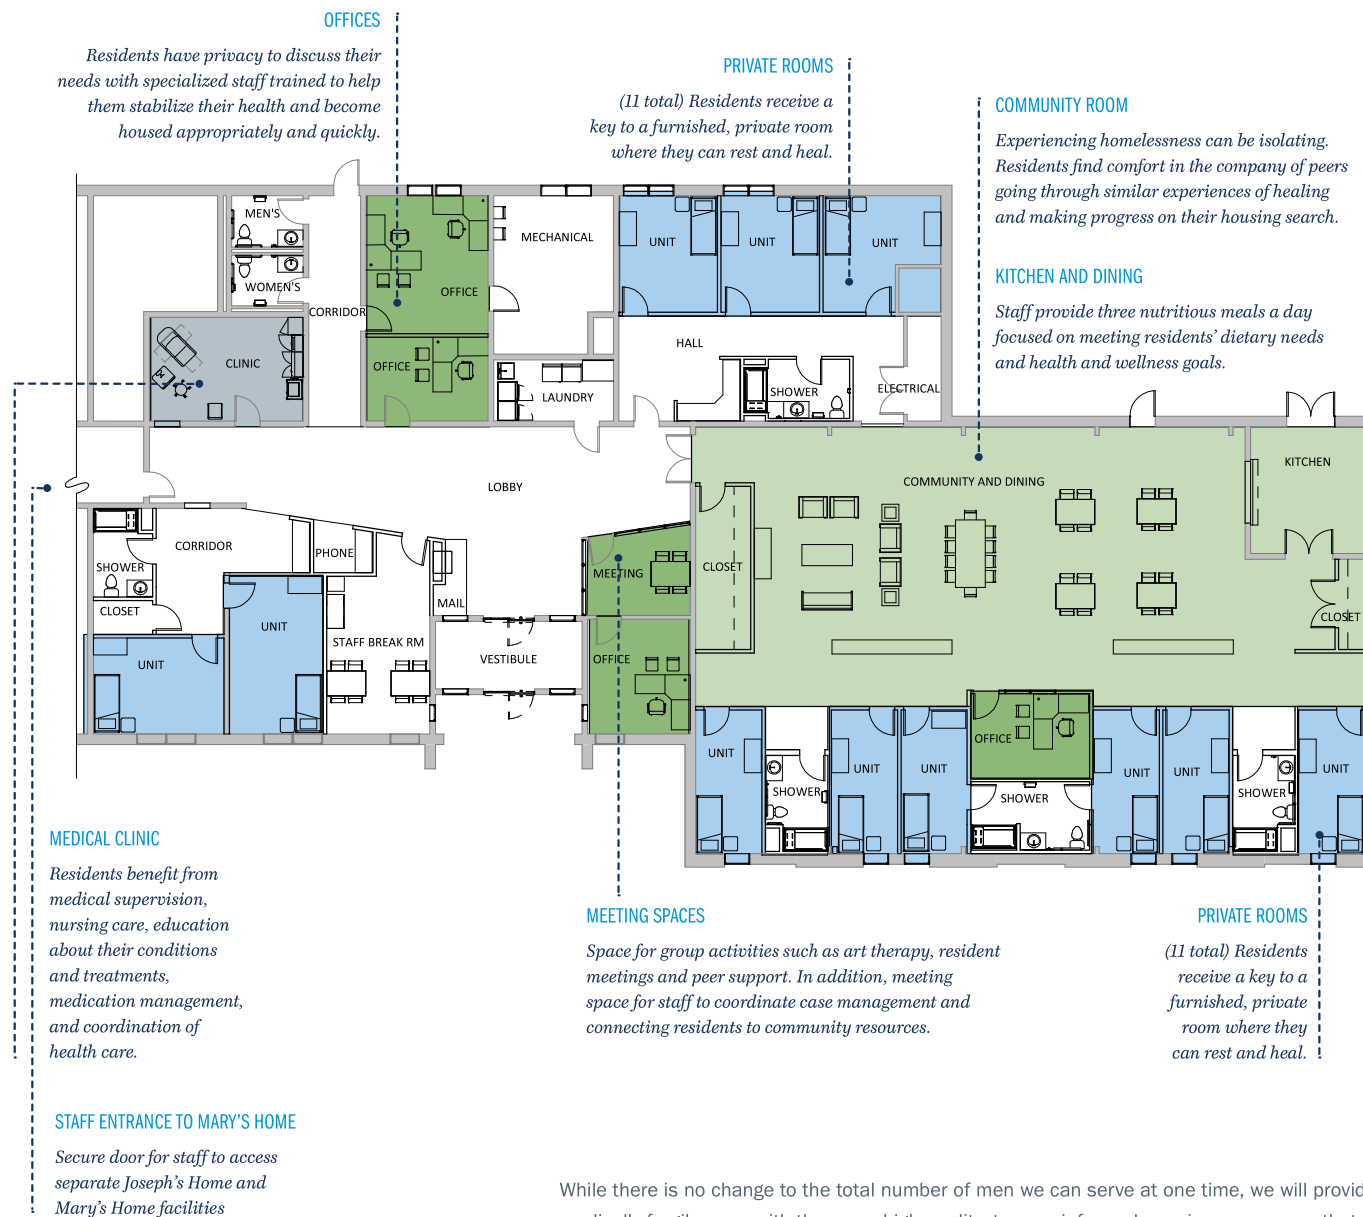 OFFICES
Residents have privacy to discuss their
needs with specialized staff trained to help
them stabilize their health and become
housed appropriately and quickly.
PRIVATE ROOMS
(11 total) Residents receive a
key to a furnished, private room
where they can rest and heal.
COMMUNITY ROOM
Experiencing homelessness can be isolating.
Residents find comfort in the company of peers
going through similar experiences of healing
and making progress on their housing search.
KITCHEN AND DINING
Staff provide three nutritious meals a day
focused on meeting residents' dietary needs
and health and wellness goals.
MEN'S
WOMEN'S
CORRIDOR
OFFICE
MECHANICAL
UNIT
UNIT
UNIT
CLINIC
OFFICE
LAUNDRY
HALL
SHOWER
ELECTRICAL
LOBBY
COMMUNITY AND DINING
KITCHEN
CORRIDOR
PHONE
SHOWER
CLOSET
UNIT
UNIT
MAIL
STAFF BREAK RM
VESTIBULE
MEETING
OFFICE
CLOSET
CLOSET
UNIT
SHOWER
UNIT
UNIT
OFFICE
SHOWER
UNIT
UNIT
SHOWER
UNIT
MEDICAL CLINIC
Residents benefit from
medical supervision,
nursing care, education
about their conditions
and treatments,
medication management,
and coordination of
health care.
MEETING SPACES
Space for group activities such as art therapy, resident
meetings and peer support. In addition, meeting
space for staff to coordinate case management and
connecting residents to community resources.
PRIVATE ROOMS
(11 total) Residents
receive a key to a
furnished, private
room where they
can rest and heal.
STAFF ENTRANCE TO MARY'S HOME
Secure door for staff to access
separate Joseph's Home and
Mary's Home facilities
While there is no change to the total number of men we can serve at one time, we will provid